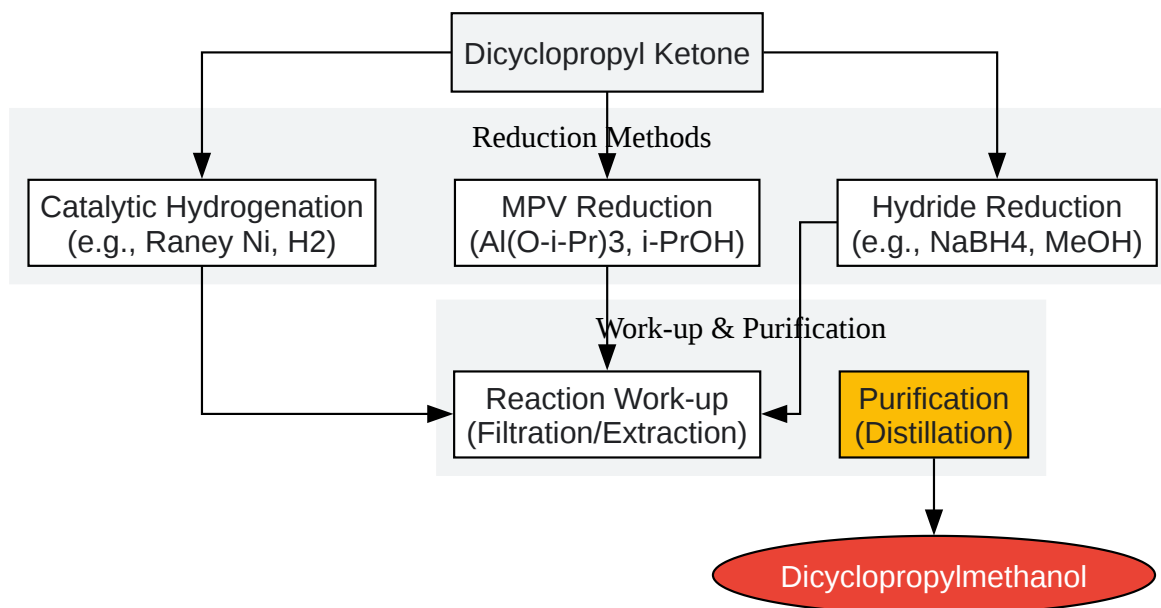 Dicyclopropyl Ketone
Reduction Methods
Catalytic Hydrogenation
(e.g., Raney Ni, H2)
MPV Reduction
(Al(O-i-Pr)3, i-PrOH)
Hydride Reduction
(e.g., NaBH4, MeOH)
Work-up & Purification
Reaction Work-up
(Filtration/Extraction)
Purification
(Distillation)
Dicyclopropylmethanol